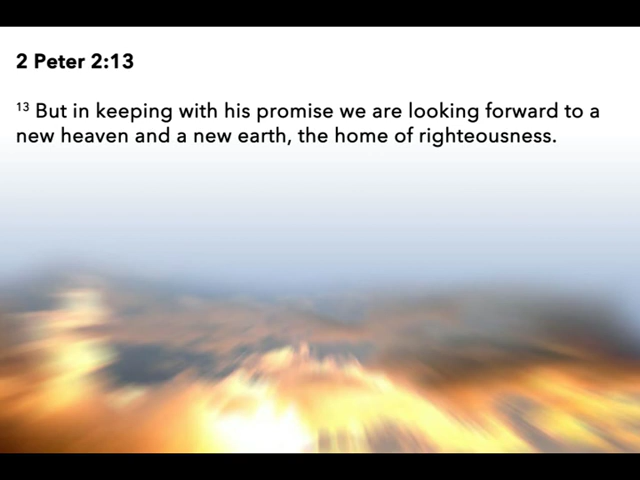 2 Peter 2:13
13 But in keeping with his promise we are looking forward to a
new heaven and a new earth, the home of righteousness.